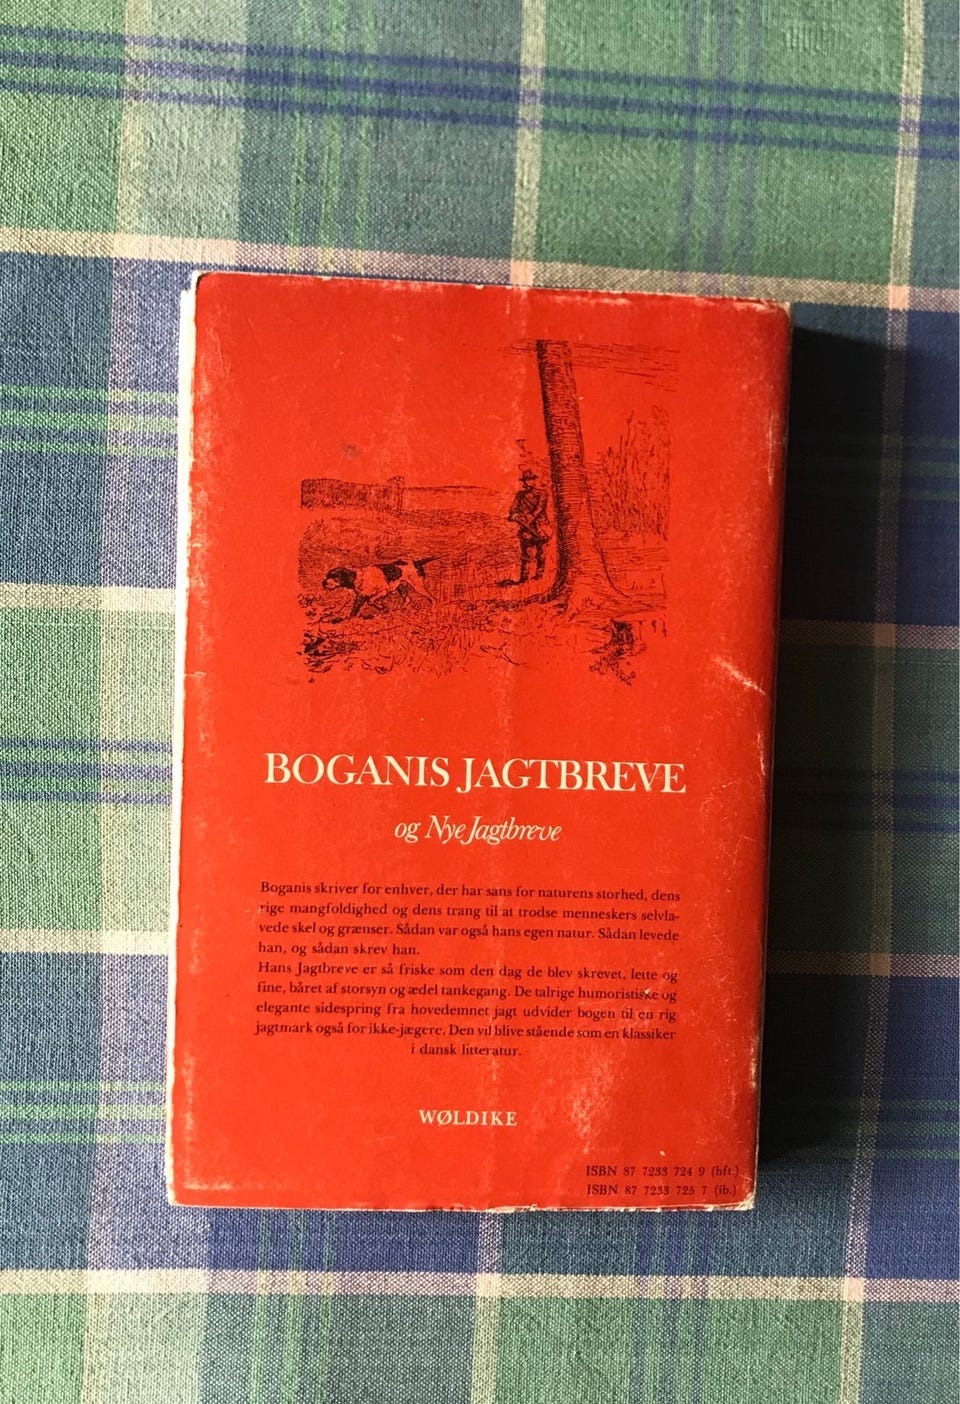 BOGANIS JAGTBREVE
og Nye Jagtbreve
Boganis skriver for enhver, der har sans for naturens storhed, dens
rige mangfoldighed og dens trang til at trodse menneskers selvla-
vede skel og grænser. Sådan var også hans egen natur. Sådan levede
han, og sådan skrev han.
Hans Jagtbreve er så friske som den dag de blev skrevet, lette og
fine, båret af storsyn og ædel tankegang. De talrige humoristiske og
elegante sidespring fra hovedemnet jagt udvider bogen til en rig
jagtmark også for ikke-jægere. Den vil blive stående som en klassiker
i dansk litteratur.
WØLDIKE
ISBN 87 7233 724 9 (hft.)
ISBN 87 7233 725 7 (ib.)